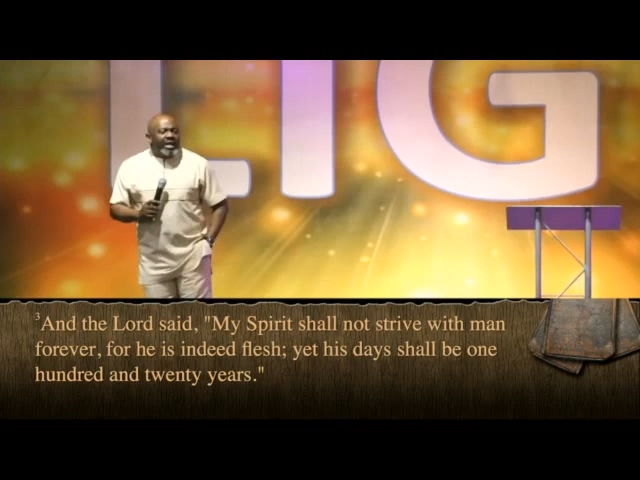 LIG
³And the Lord said, "My Spirit shall not strive with man
forever, for he is indeed flesh; yet his days shall be one
hundred and twenty years."